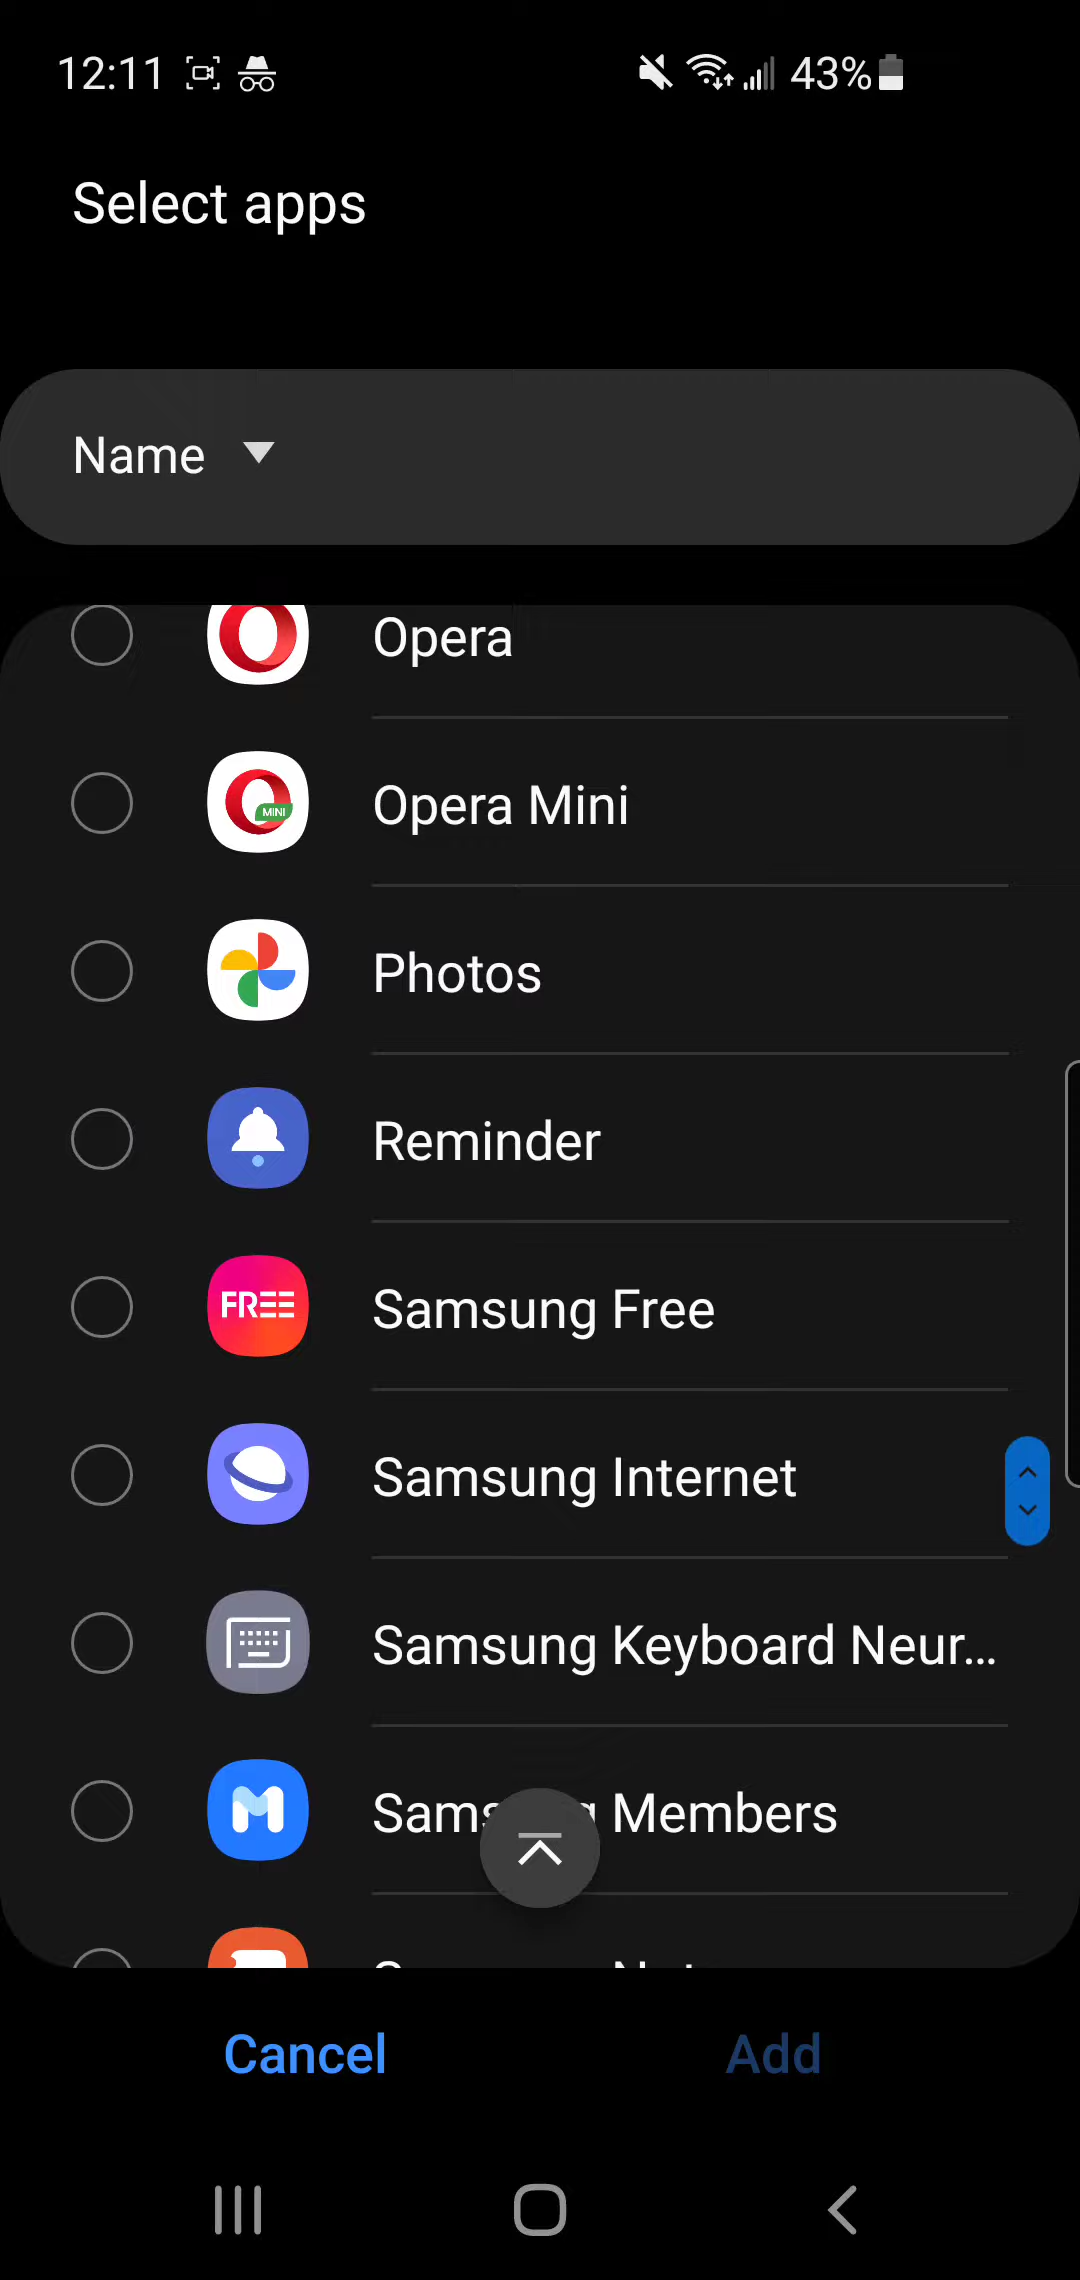 12:11 43%
Select apps
Name
Opera
MINI
Opera Mini
Photos
Reminder
FREE
Samsung Free
Samsung Internet
Samsung Keyboard Neur...
Members
Cancel Add